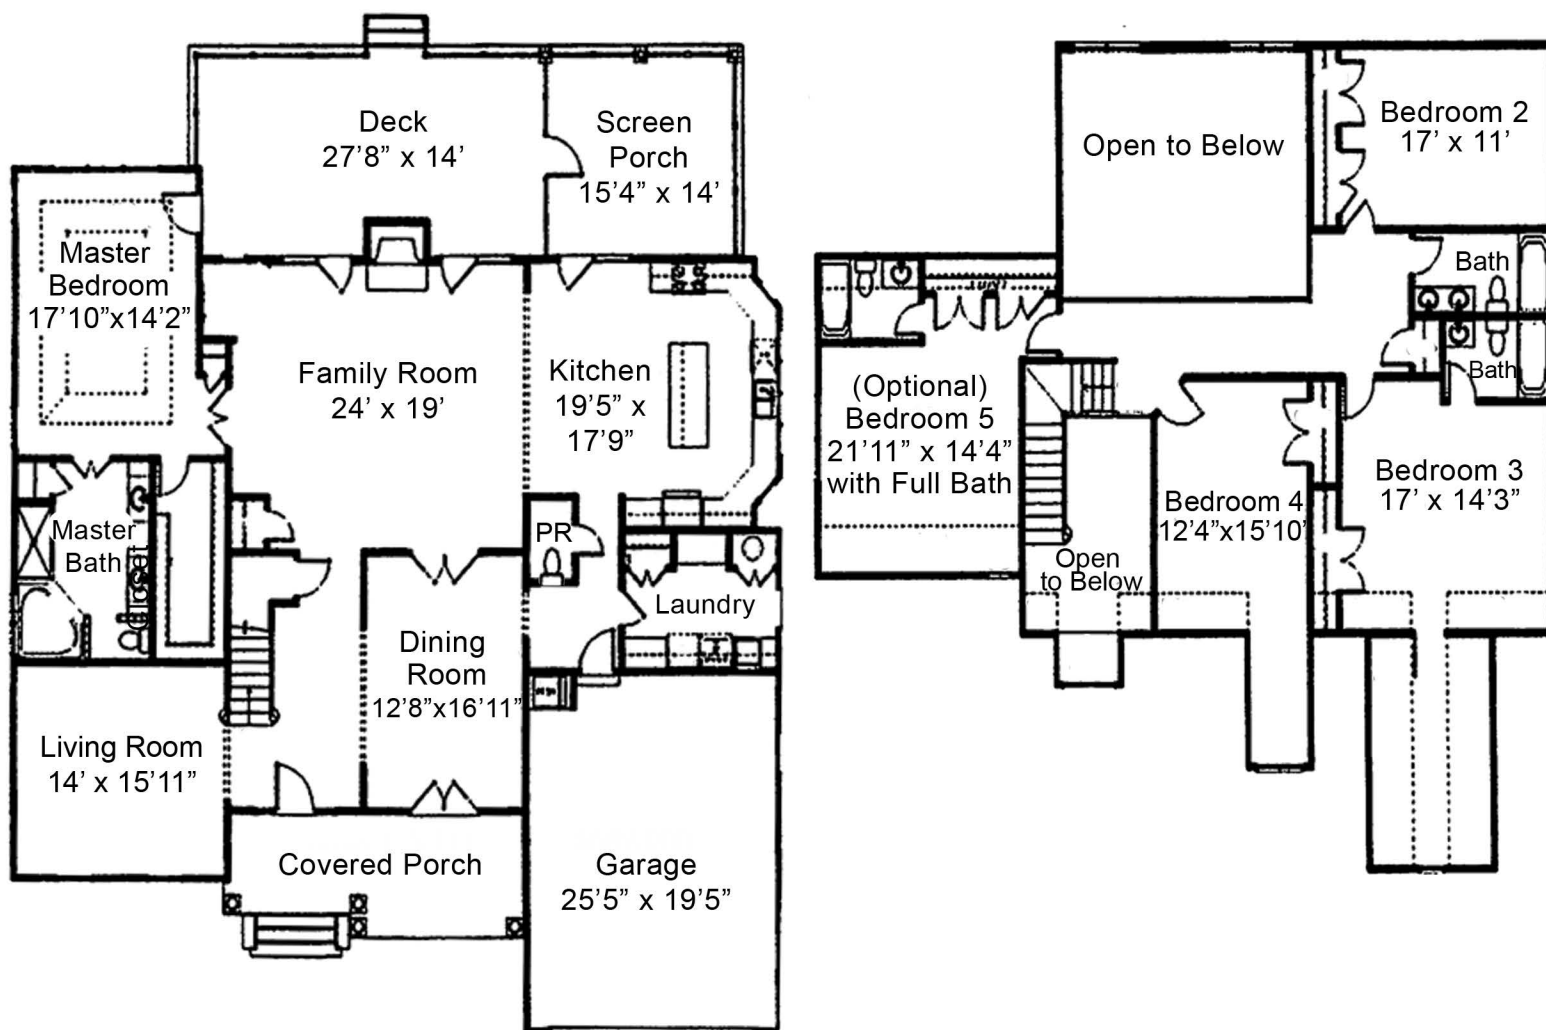 Deck
27'8” x 14'
Screen
Porch
15'4” x 14'
Master
Bedroom
17'10”x14'2”
Family Room
24' x 19'
Kitchen
19'5” x
17'9”
PR
Master
Bath
Closet
Laundry
Dining
Room
12'8”x16'11”
Living Room
14' x 15'11”
Covered Porch
Garage
25'5” x 19'5”
Open to Below
Bedroom 2
17' x 11'
Bath
Bath
(Optional)
Bedroom 5
21'11” x 14'4”
with Full Bath
Bedroom 4
12'4”x15'10'
Bedroom 3
17' x 14'3”
Open
to Below